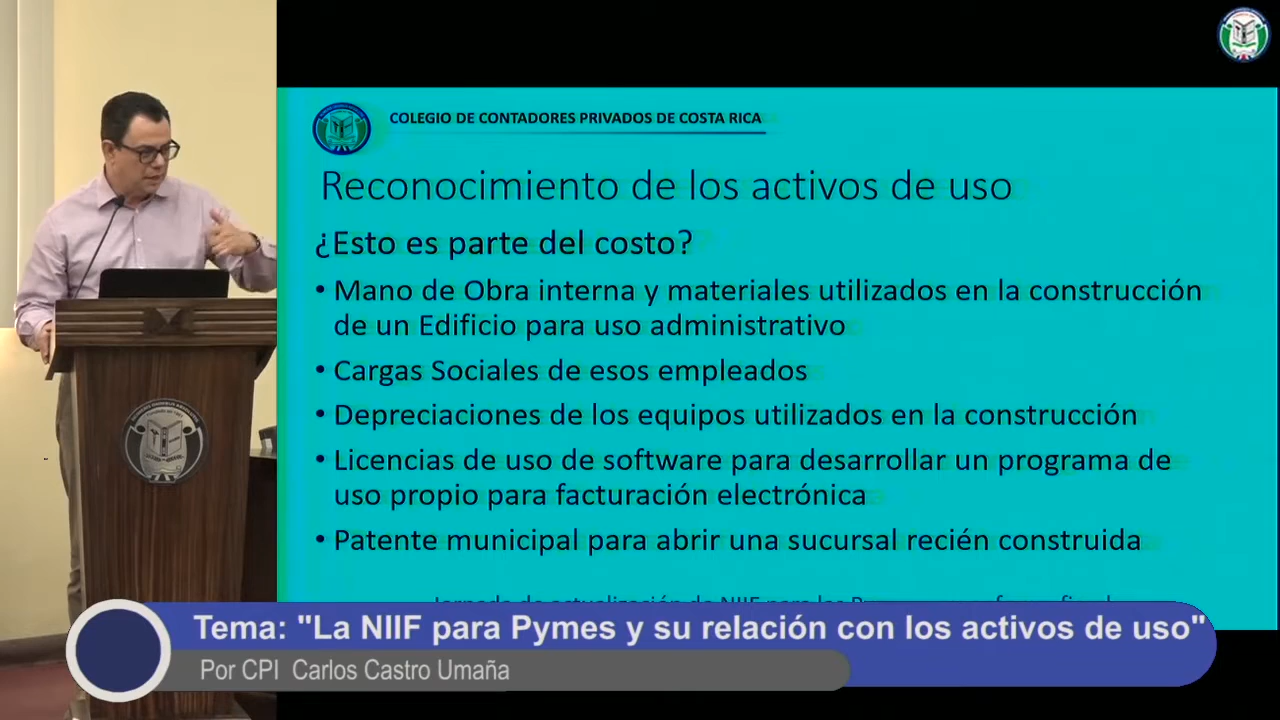 COLEGIO DE CONTADORES PRIVADOS DE COSTA RICA
Reconocimiento de los activos de uso
¿Esto es parte del costo?
• Mano de Obra interna y materiales utilizados en la construcción
de un Edificio para uso administrativo
• Cargas Sociales de esos empleados
• Depreciaciones de los equipos utilizados en la construcción
• Licencias de uso de software para desarrollar un programa de
uso propio para facturación electrónica
• Patente municipal para abrir una sucursal recién construida
Tema: "La NIIF para Pymes y su relación con los activos de uso"
Por CPI Carlos Castro Umaña